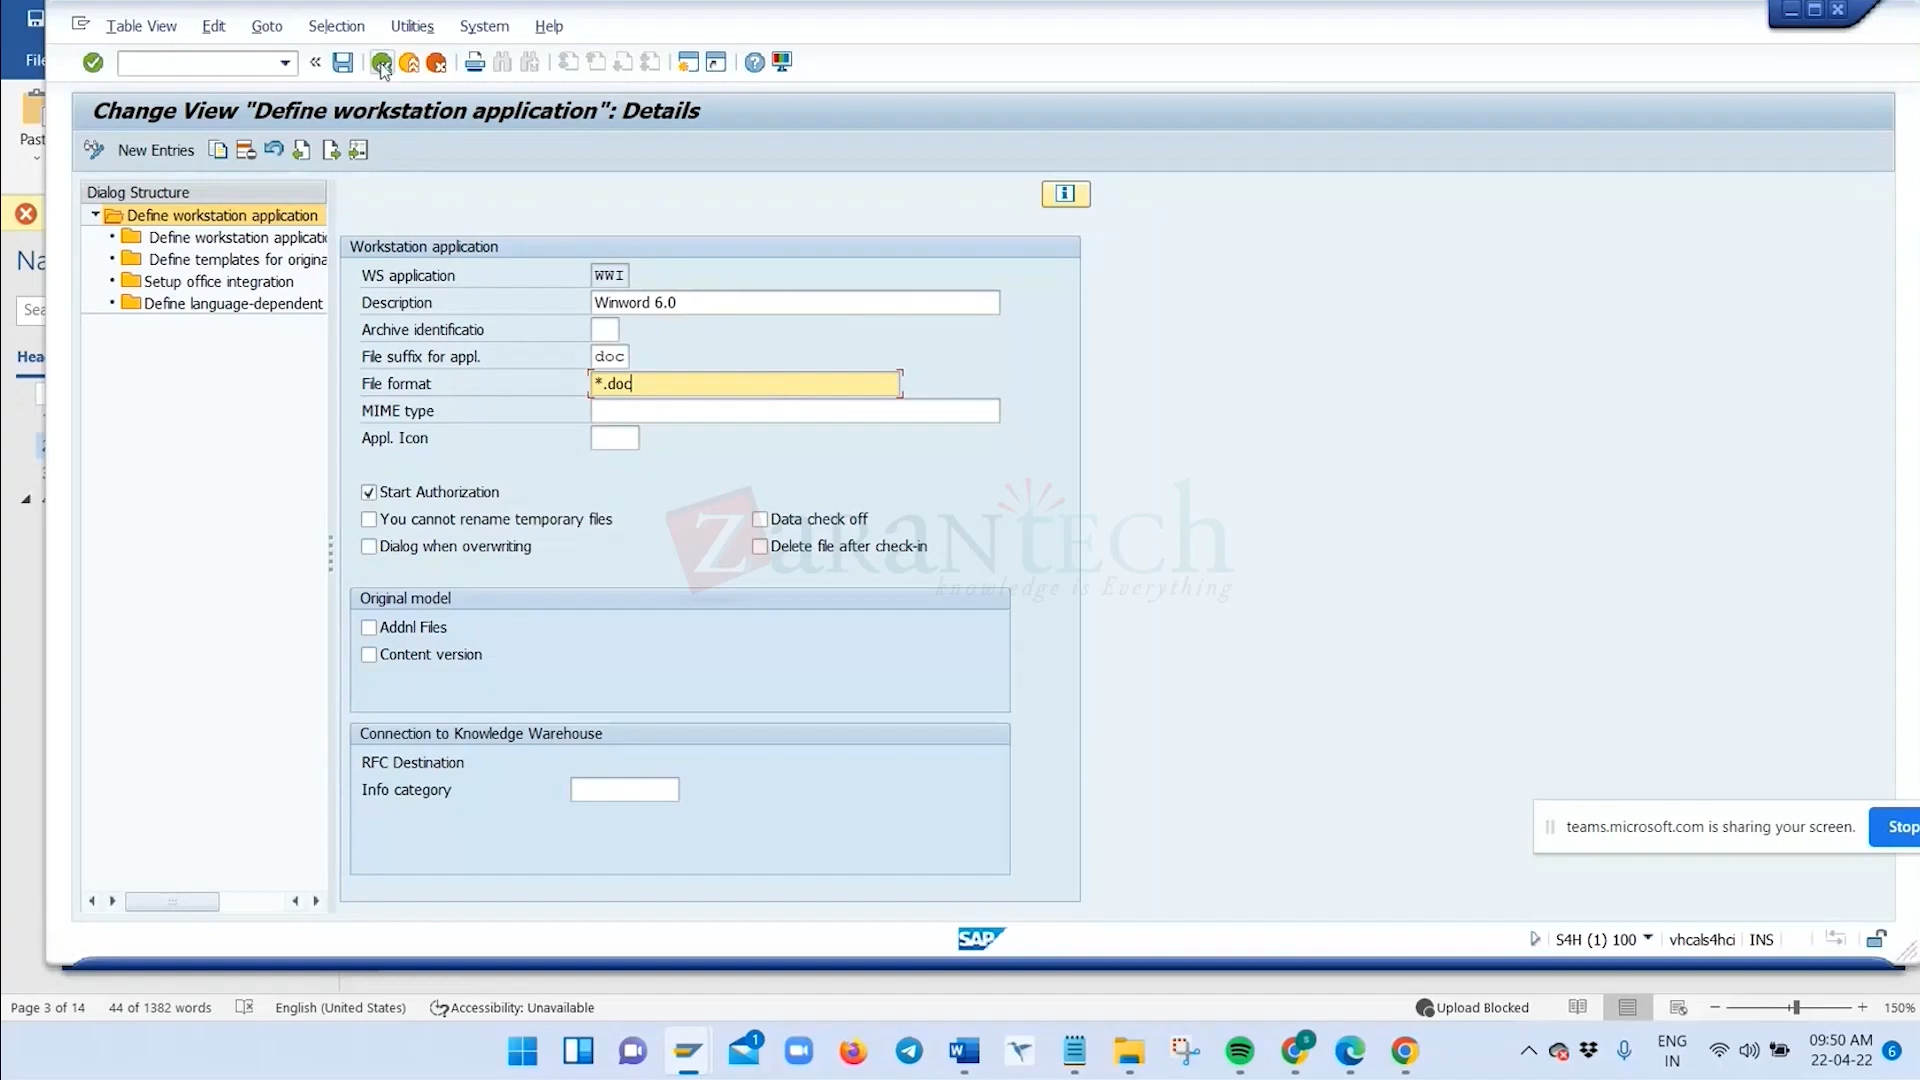 Table View Edit Goto Selection Utilities System Help
File
Change View "Define workstation application": Details
Past
New Entries
Dialog Structure
Define workstation application
Define workstation applicati
Define templates for origina
Setup office integration
Define language-dependent
Na
Sea
Hea
Workstation application
WS application WWI
Description Winword 6.0
Archive identificatio
File suffix for appl. doc
File format *.doc
MIME type
Appl. Icon
Start Authorization
You cannot rename temporary files Data check off
Dialog when overwriting Delete file after check-in
ZaranTech
knowledge is Everything
Original model
Addnl Files
Content version
Connection to Knowledge Warehouse
RFC Destination
Info category
teams.microsoft.com is sharing your screen. Stop
SAP
S4H (1) 100 vhcals4hci INS
Page 3 of 14 44 of 1382 words English (United States) Accessibility: Unavailable Upload Blocked 150%
1
S
ENG
IN
09:50 AM
22-04-22
6